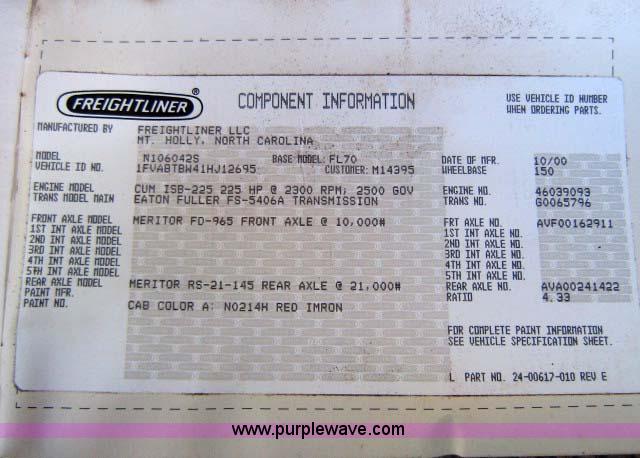 FREIGHTLINER ®
COMPONENT INFORMATION
USE VEHICLE ID NUMBER
WHEN ORDERING PARTS.
MANUFACTURED BY FREIGHTLINER LLC
MT. HOLLY, NORTH CAROLINA
MODEL N106042S BASE MODEL: FL70 DATE OF MFR. 10/00
VEHICLE ID NO. 1FVABTBW41HJ12695 CUSTOMER: M14395 WHEELBASE 150
ENGINE MODEL CUM ISB-225 225 HP @ 2300 RPM; 2500 GOV ENGINE NO. 46039093
TRANS MODEL MAIN EATON FULLER FS-5406A TRANSMISSION TRANS NO. G0065796
FRONT AXLE MODEL MERITOR FD-965 FRONT AXLE @ 10,000# FRT AXLE NO. AVF00162911
1ST INT AXLE MODEL 1ST INT AXLE NO.
2ND INT AXLE MODEL 2ND INT AXLE NO.
3RD INT AXLE MODEL 3RD INT AXLE NO.
4TH INT AXLE MODEL 4TH INT AXLE NO.
5TH INT AXLE MODEL 5TH INT AXLE NO.
REAR AXLE MODEL MERITOR RS-21-145 REAR AXLE @ 21,000# REAR AXLE NO. AVA00241422
PAINT MFR. RATIO 4.33
PAINT NO. CAB COLOR A: N0214H RED IMRON
FOR COMPLETE PAINT INFORMATION
SEE VEHICLE SPECIFICATION SHEET.
L PART NO. 24-00617-010 REV E
www.purplewave.com